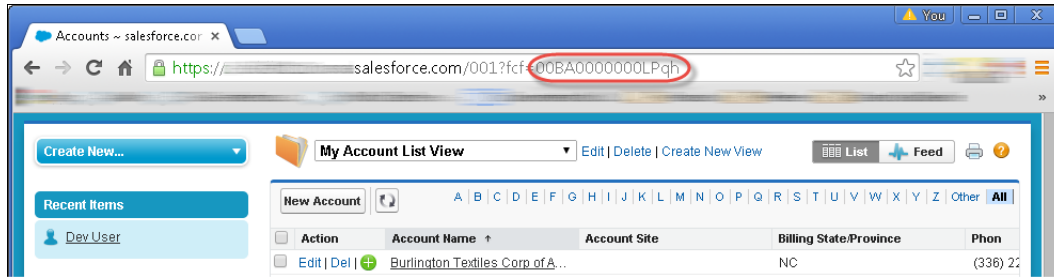 You
Accounts ~ salesforce.cor
https:// salesforce.com/001?fcf=00BA0000000LPqh
»
Create New...
My Account List View Edit | Delete | Create New View List Feed
Recent Items
New Account A | B | C | D | E | F | G | H | I | J | K | L | M | N | O | P | Q | R | S | T | U | V | W | X | Y | Z | Other All
Dev User
Action Account Name ↑ Account Site Billing State/Province Phon
Edit | Del | Burlington Textiles Corp of A... NC (336) 22